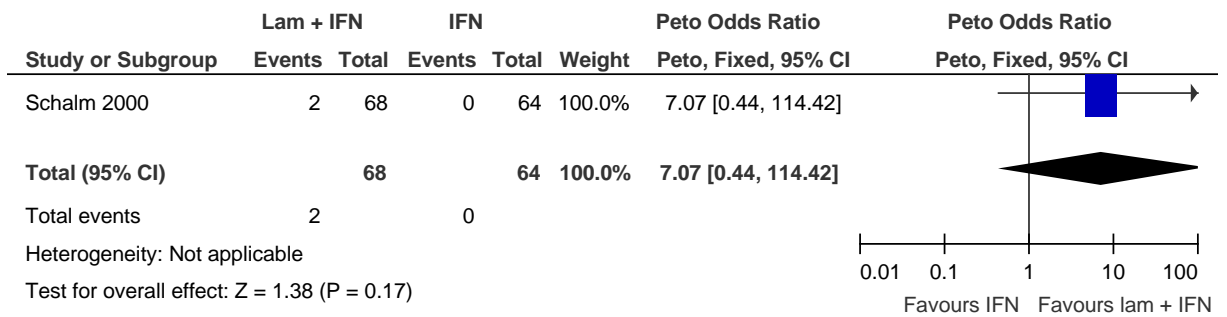 Lam + IFN IFN Peto Odds Ratio Peto Odds Ratio
Study or Subgroup Events Total Events Total Weight Peto, Fixed, 95% CI Peto, Fixed, 95% CI
Schalm 2000 2 68 0 64 100.0% 7.07 [0.44, 114.42]
Total (95% CI) 68 64 100.0% 7.07 [0.44, 114.42]
Total events 2 0
Heterogeneity: Not applicable
Test for overall effect: Z = 1.38 (P = 0.17)
0.01 0.1 1 10 100
Favours IFN Favours lam + IFN